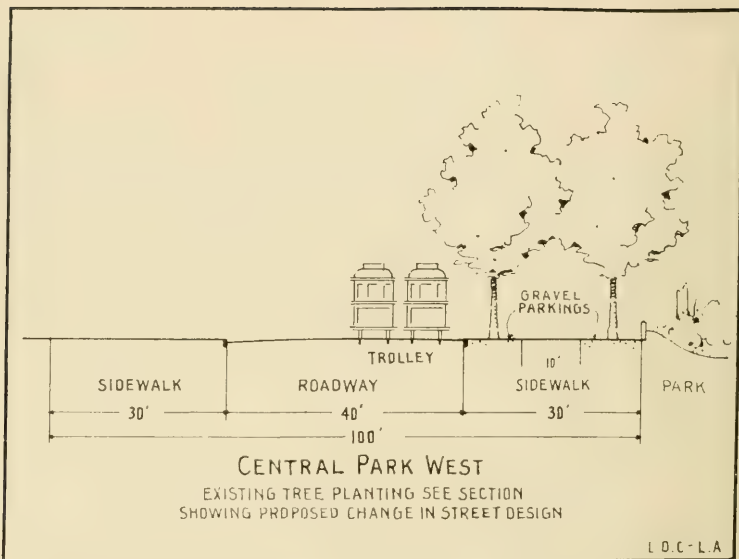 GRAVEL
PARKINGS
TROLLEY
10'
SIDEWALK
ROADWAY
SIDEWALK
PARK
30'
40'
30'
100'
CENTRAL PARK WEST
EXISTING TREE PLANTING SEE SECTION
SHOWING PROPOSED CHANGE IN STREET DESIGN
L D.C-L.A